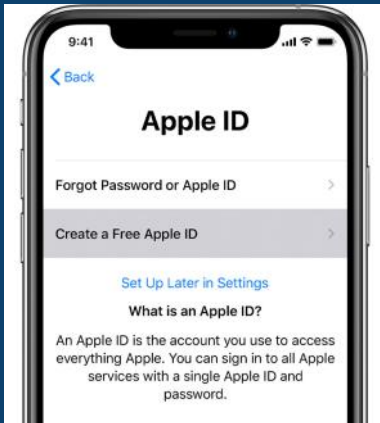 9:41
Back
Apple ID
Forgot Password or Apple ID
Create a Free Apple ID
Set Up Later in Settings
What is an Apple ID?
An Apple ID is the account you use to access
everything Apple. You can sign in to all Apple
services with a single Apple ID and
password.